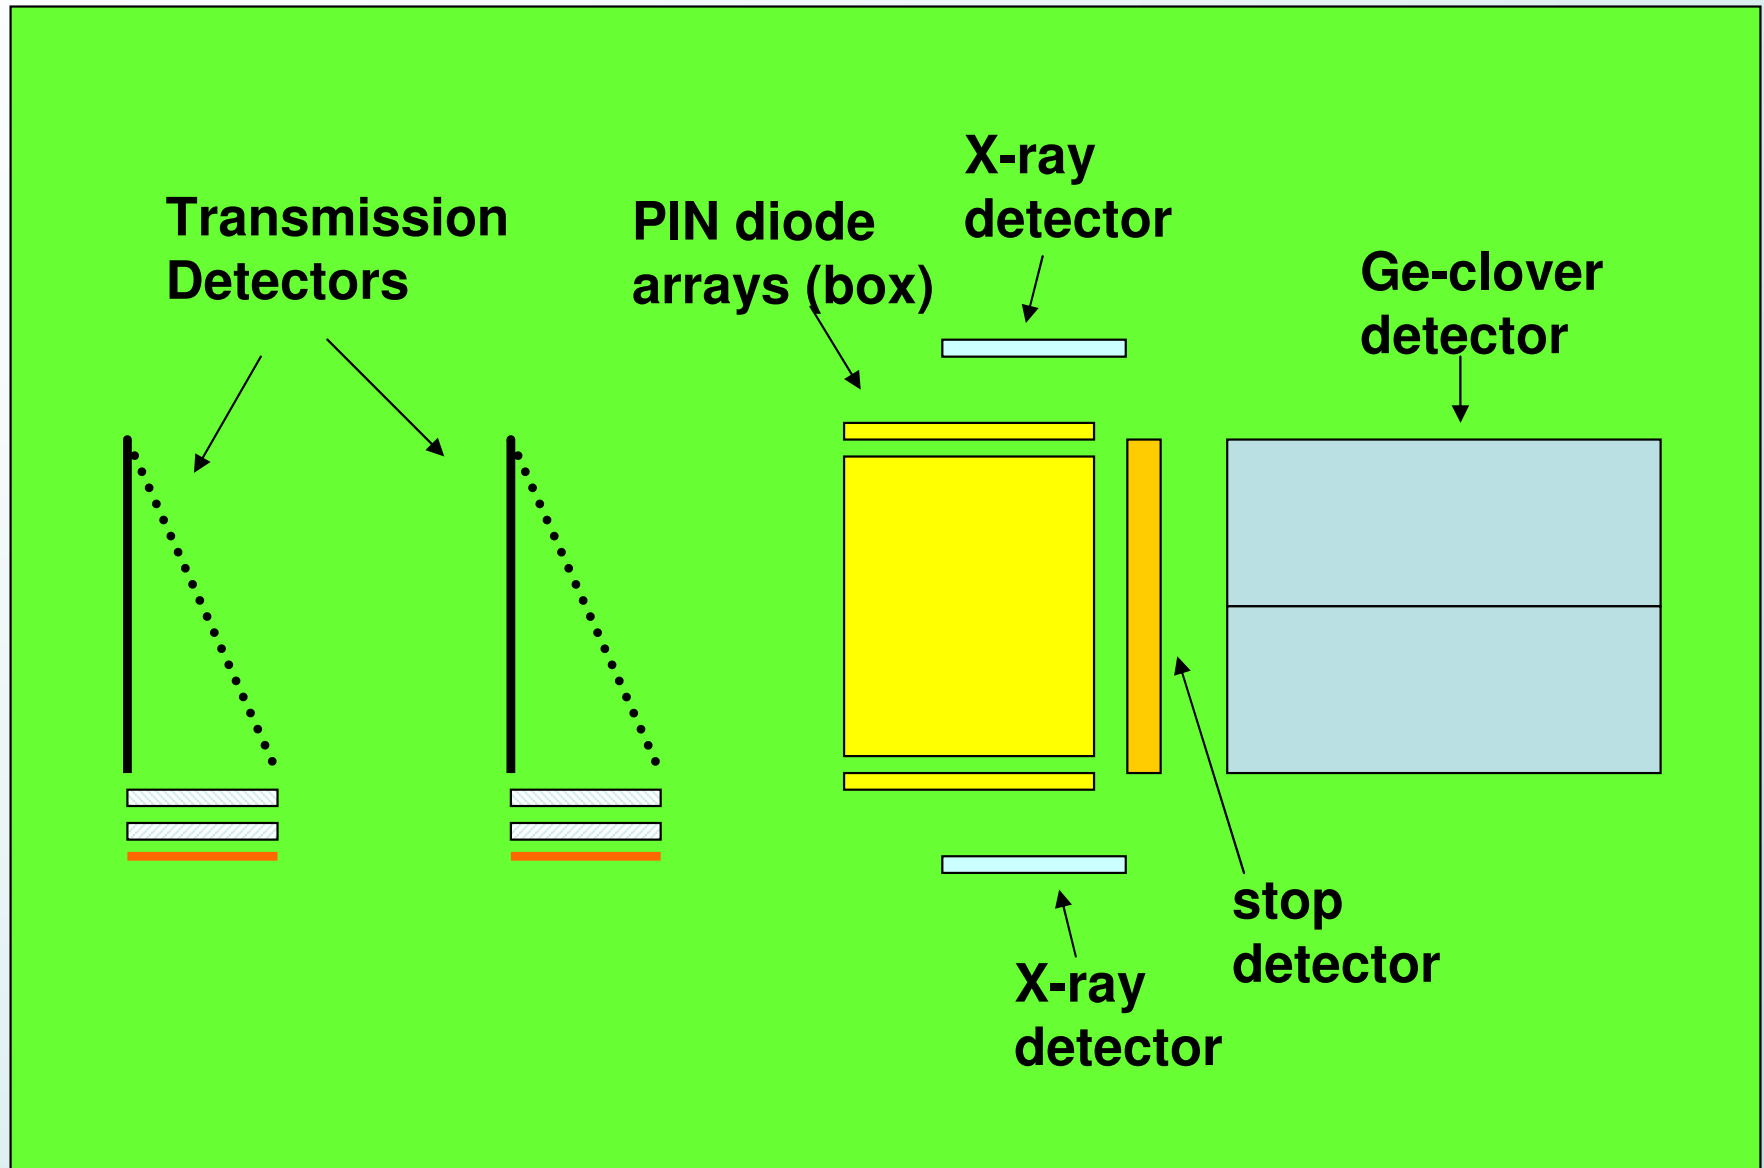 Transmission
Detectors
PIN diode
arrays (box)
X-ray
detector
Ge-clover
detector
stop
detector
X-ray
detector